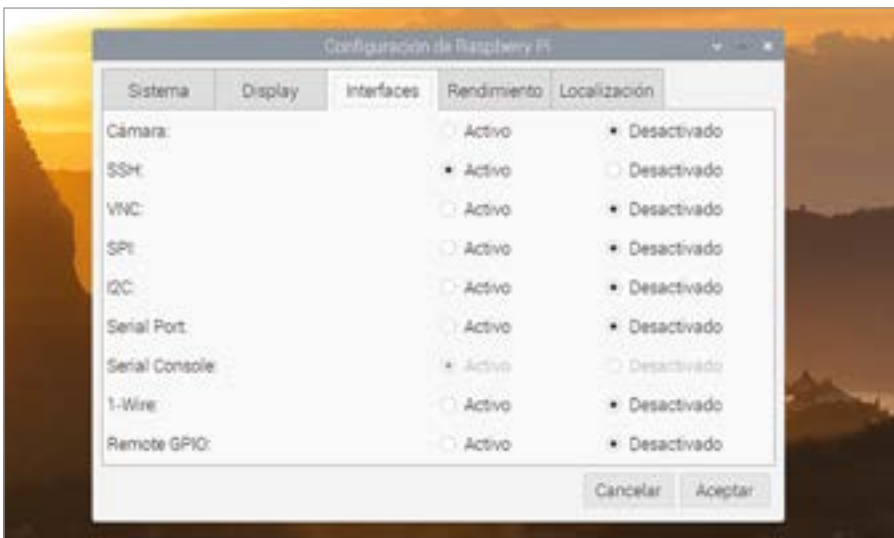 Configuración de Raspberry Pi
Sistema Display Interfaces Rendimiento Localización
Cámara: Activo Desactivado
SSH: Activo Desactivado
VNC: Activo Desactivado
SPI: Activo Desactivado
I2C: Activo Desactivado
Serial Port: Activo Desactivado
Serial Console: Activo Desactivado
1-Wire: Activo Desactivado
Remote GPIO: Activo Desactivado
Cancelar Aceptar